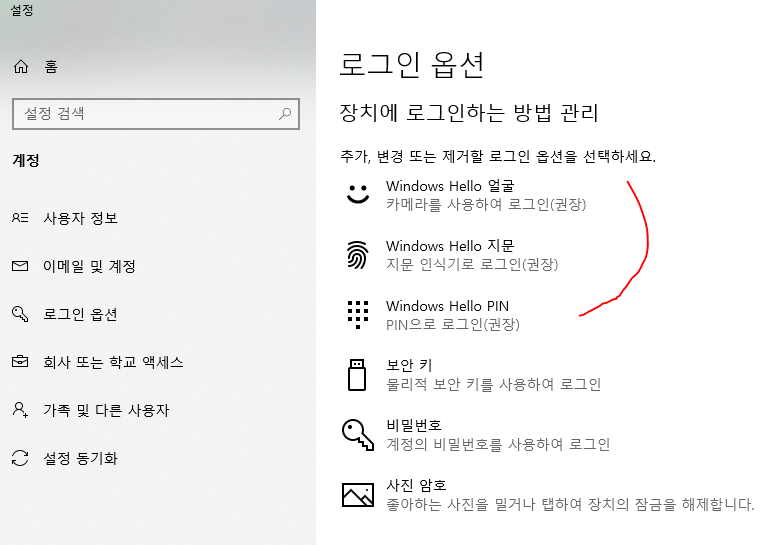 설정
홈
설정 검색
계정
사용자 정보
이메일 및 계정
로그인 옵션
회사 또는 학교 액세스
가족 및 다른 사용자
설정 동기화
로그인 옵션
장치에 로그인하는 방법 관리
추가, 변경 또는 제거할 로그인 옵션을 선택하세요.
Windows Hello 얼굴
카메라를 사용하여 로그인(권장)
Windows Hello 지문
지문 인식기로 로그인(권장)
Windows Hello PIN
PIN으로 로그인(권장)
보안 키
물리적 보안 키를 사용하여 로그인
비밀번호
계정의 비밀번호를 사용하여 로그인
사진 암호
좋아하는 사진을 밀거나 탭하여 장치의 잠금을 해제합니다.